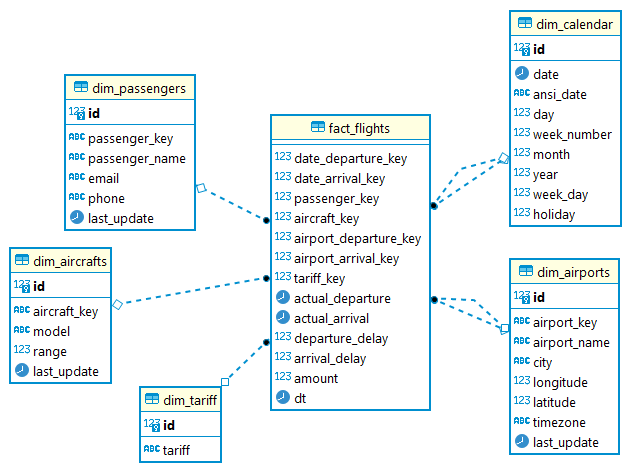 dim_passengers
123 id
ABC passenger_key
ABC passenger_name
ABC email
ABC phone
last_update
dim_aircrafts
123 id
ABC aircraft_key
ABC model
123 range
last_update
dim_tariff
123 id
ABC tariff
fact_flights
123 date_departure_key
123 date_arrival_key
123 passenger_key
123 aircraft_key
123 airport_departure_key
123 airport_arrival_key
123 tariff_key
actual_departure
actual_arrival
123 departure_delay
123 arrival_delay
123 amount
dt
dim_calendar
123 id
date
ABC ansi_date
123 day
123 week_number
123 month
123 year
123 week_day
123 holiday
dim_airports
123 id
ABC airport_key
ABC airport_name
ABC city
123 longitude
123 latitude
ABC timezone
last_update